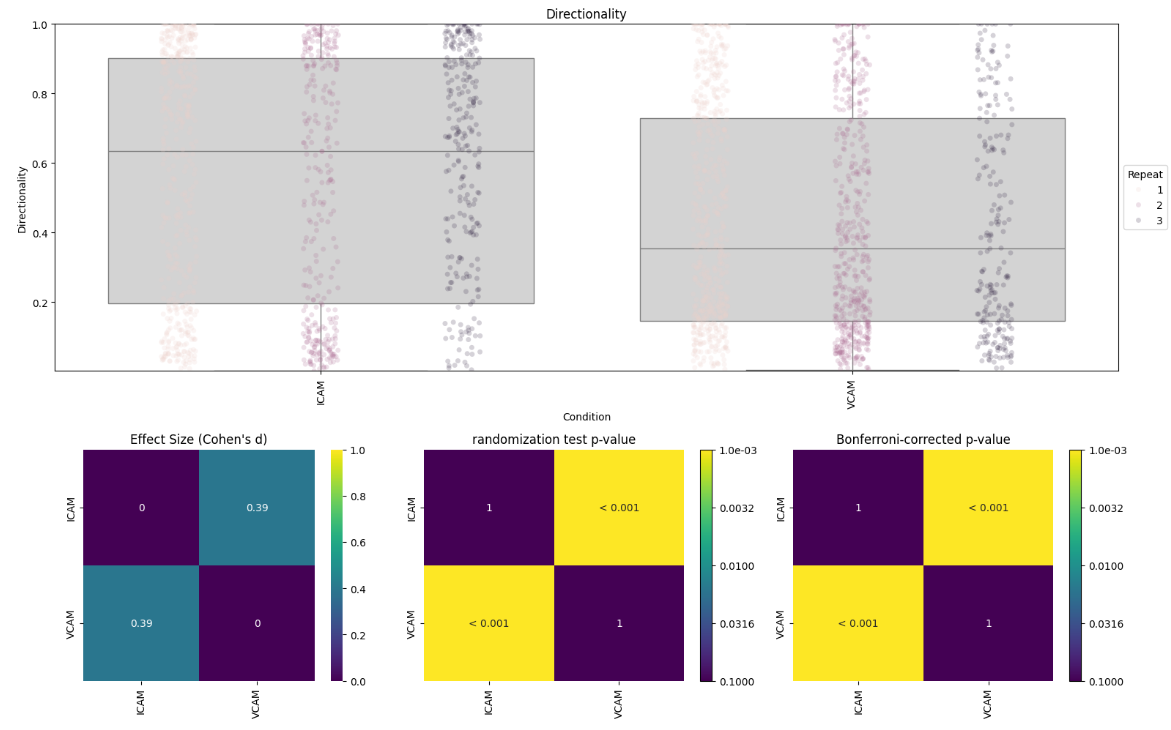 Directionality
1.0
0.8
0.6
0.4
0.2
Directionality
ICAM
VCAM
Condition
Repeat
1
2
3
Effect Size (Cohen's d)
ICAM
VCAM
0
0.39
0.39
0
ICAM
VCAM
1.0
0.8
0.6
0.4
0.2
0.0
randomization test p-value
ICAM
VCAM
1
< 0.001
< 0.001
1
ICAM
VCAM
1.0e-03
0.0032
0.0100
0.0316
0.1000
Bonferroni-corrected p-value
ICAM
VCAM
1
< 0.001
< 0.001
1
ICAM
VCAM
1.0e-03
0.0032
0.0100
0.0316
0.1000